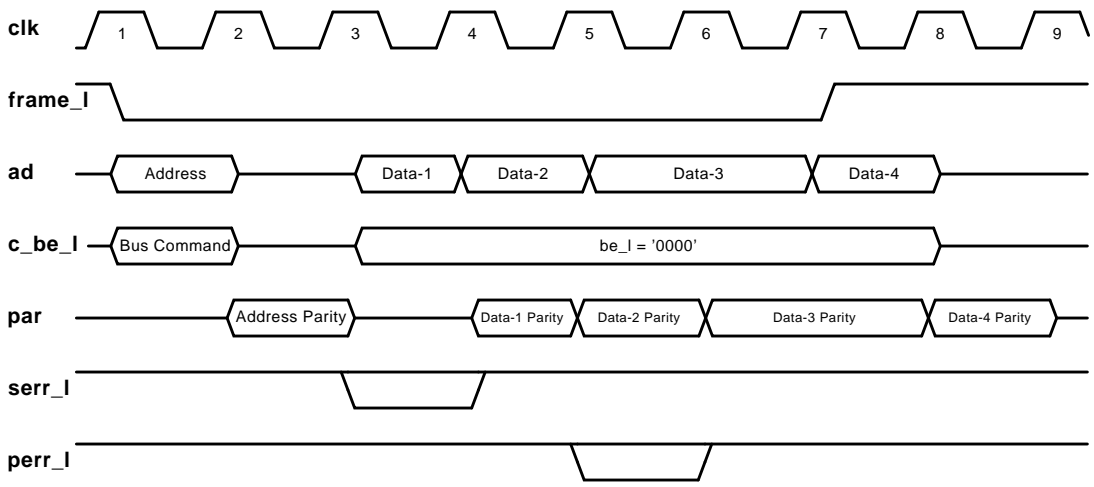 clk 1 2 3 4 5 6 7 8 9
frame_l
ad Address Data-1 Data-2 Data-3 Data-4
c_be_l Bus Command be_l = '0000'
par Address Parity Data-1 Parity Data-2 Parity Data-3 Parity Data-4 Parity
serr_l
perr_l